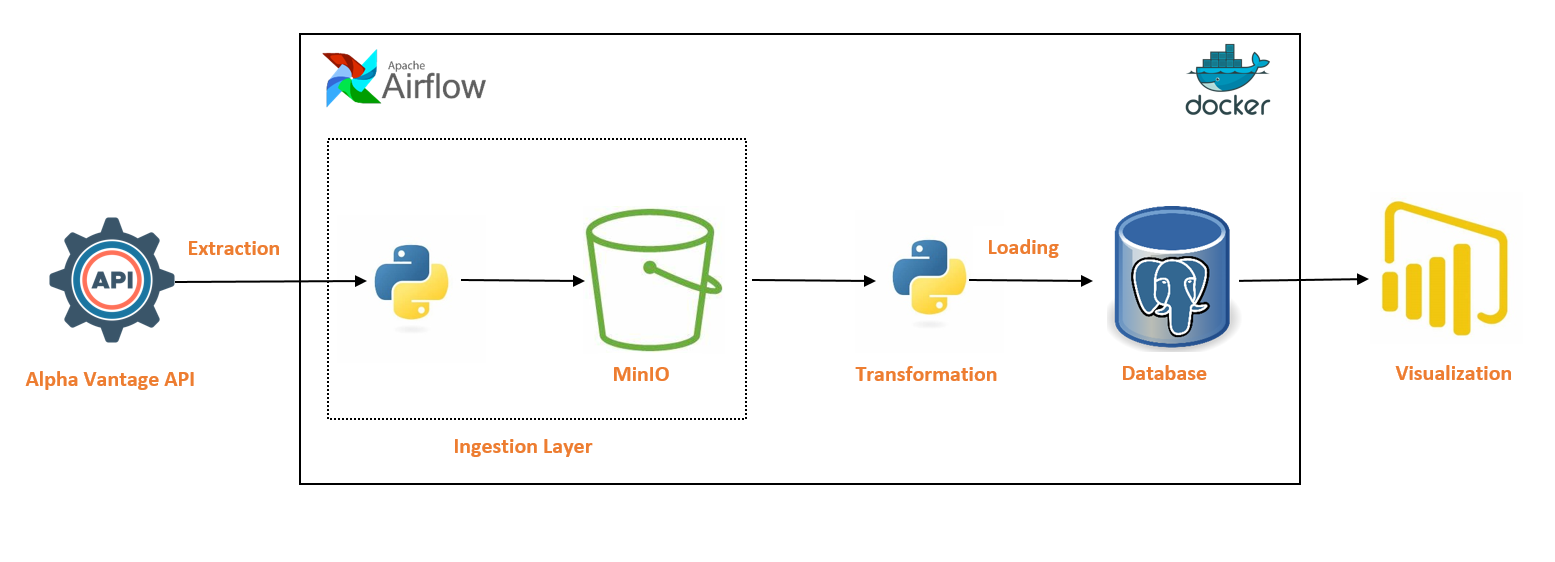 Apache
Airflow
docker
Extraction
API
Loading
Alpha Vantage API
MinIO
Transformation
Database
Visualization
Ingestion Layer